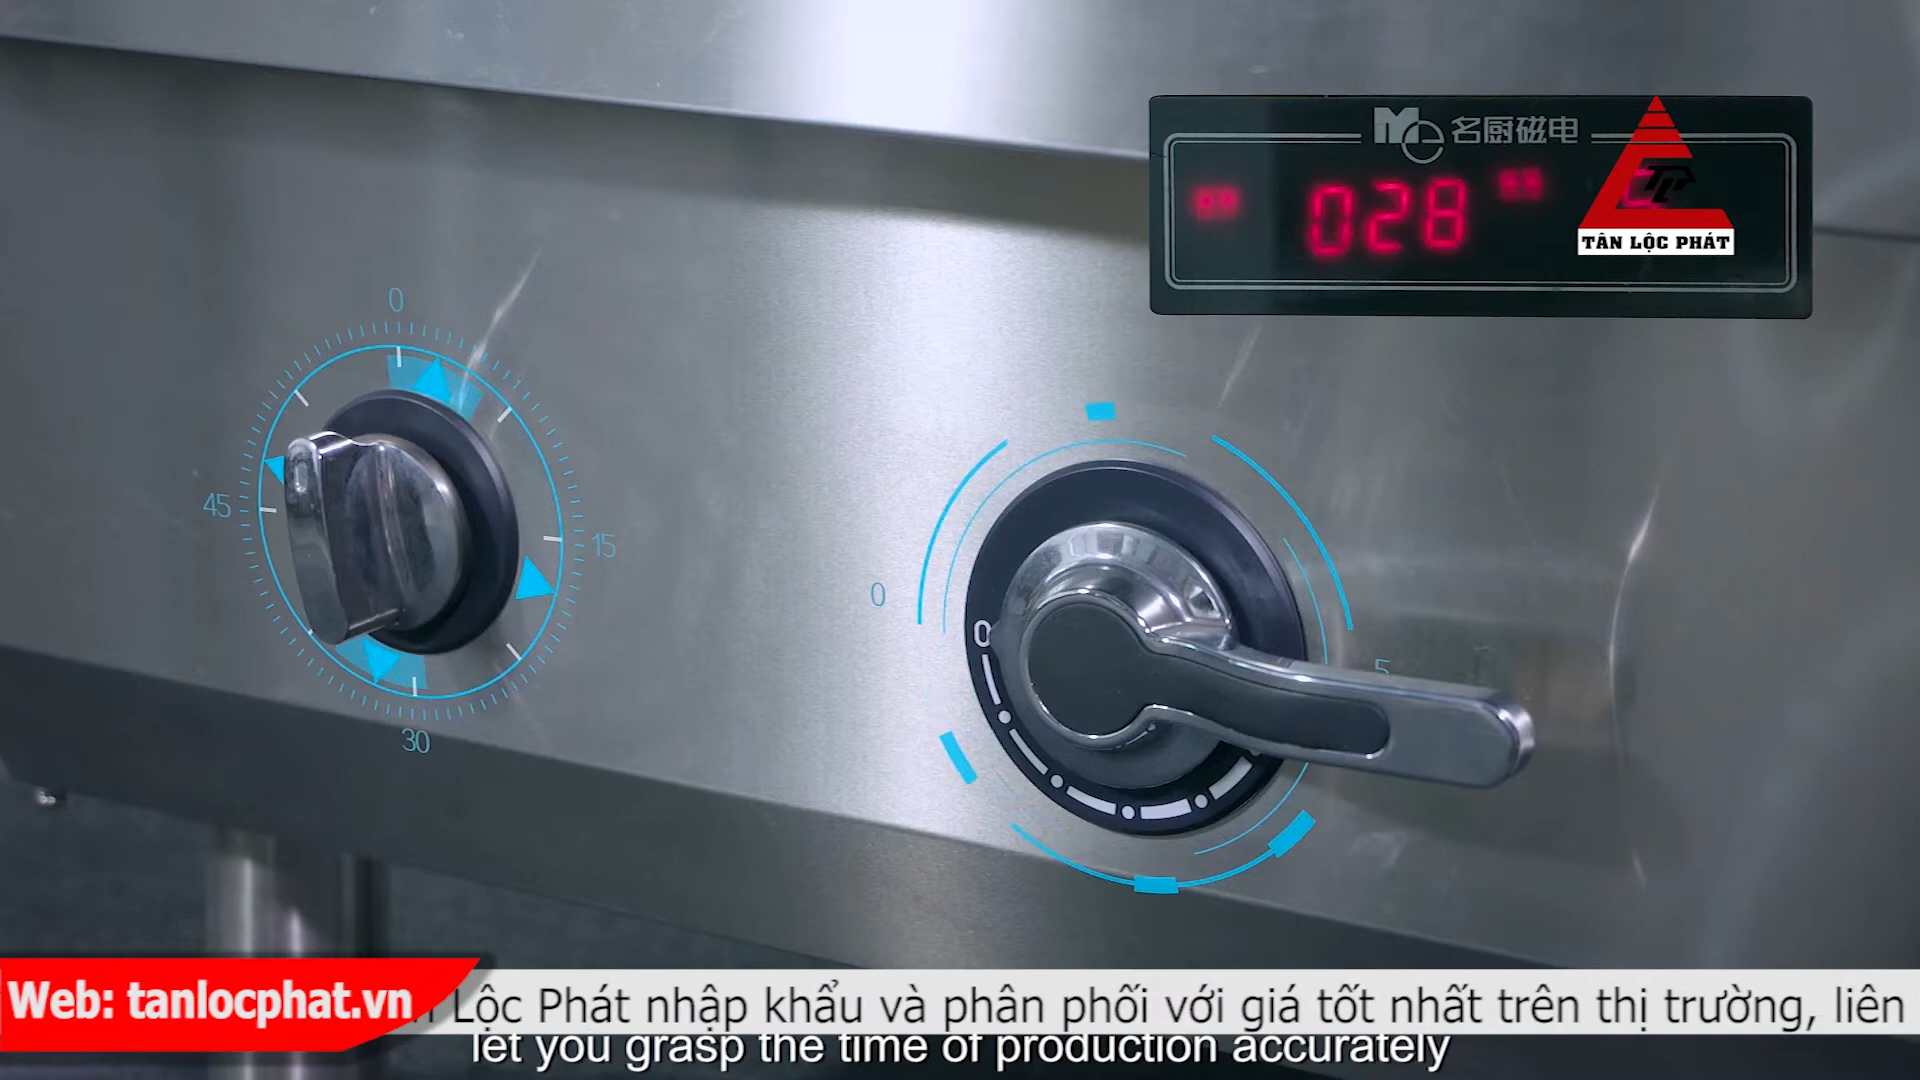 Me 名厨磁电
028
TLP
TÂN LỘC PHÁT
0
45
15
30
0
5
0
Web: tanlocphat.vn
Lộc Phát nhập khẩu và phân phối với giá tốt nhất trên thị trường, liên
let you grasp the time of production accurately